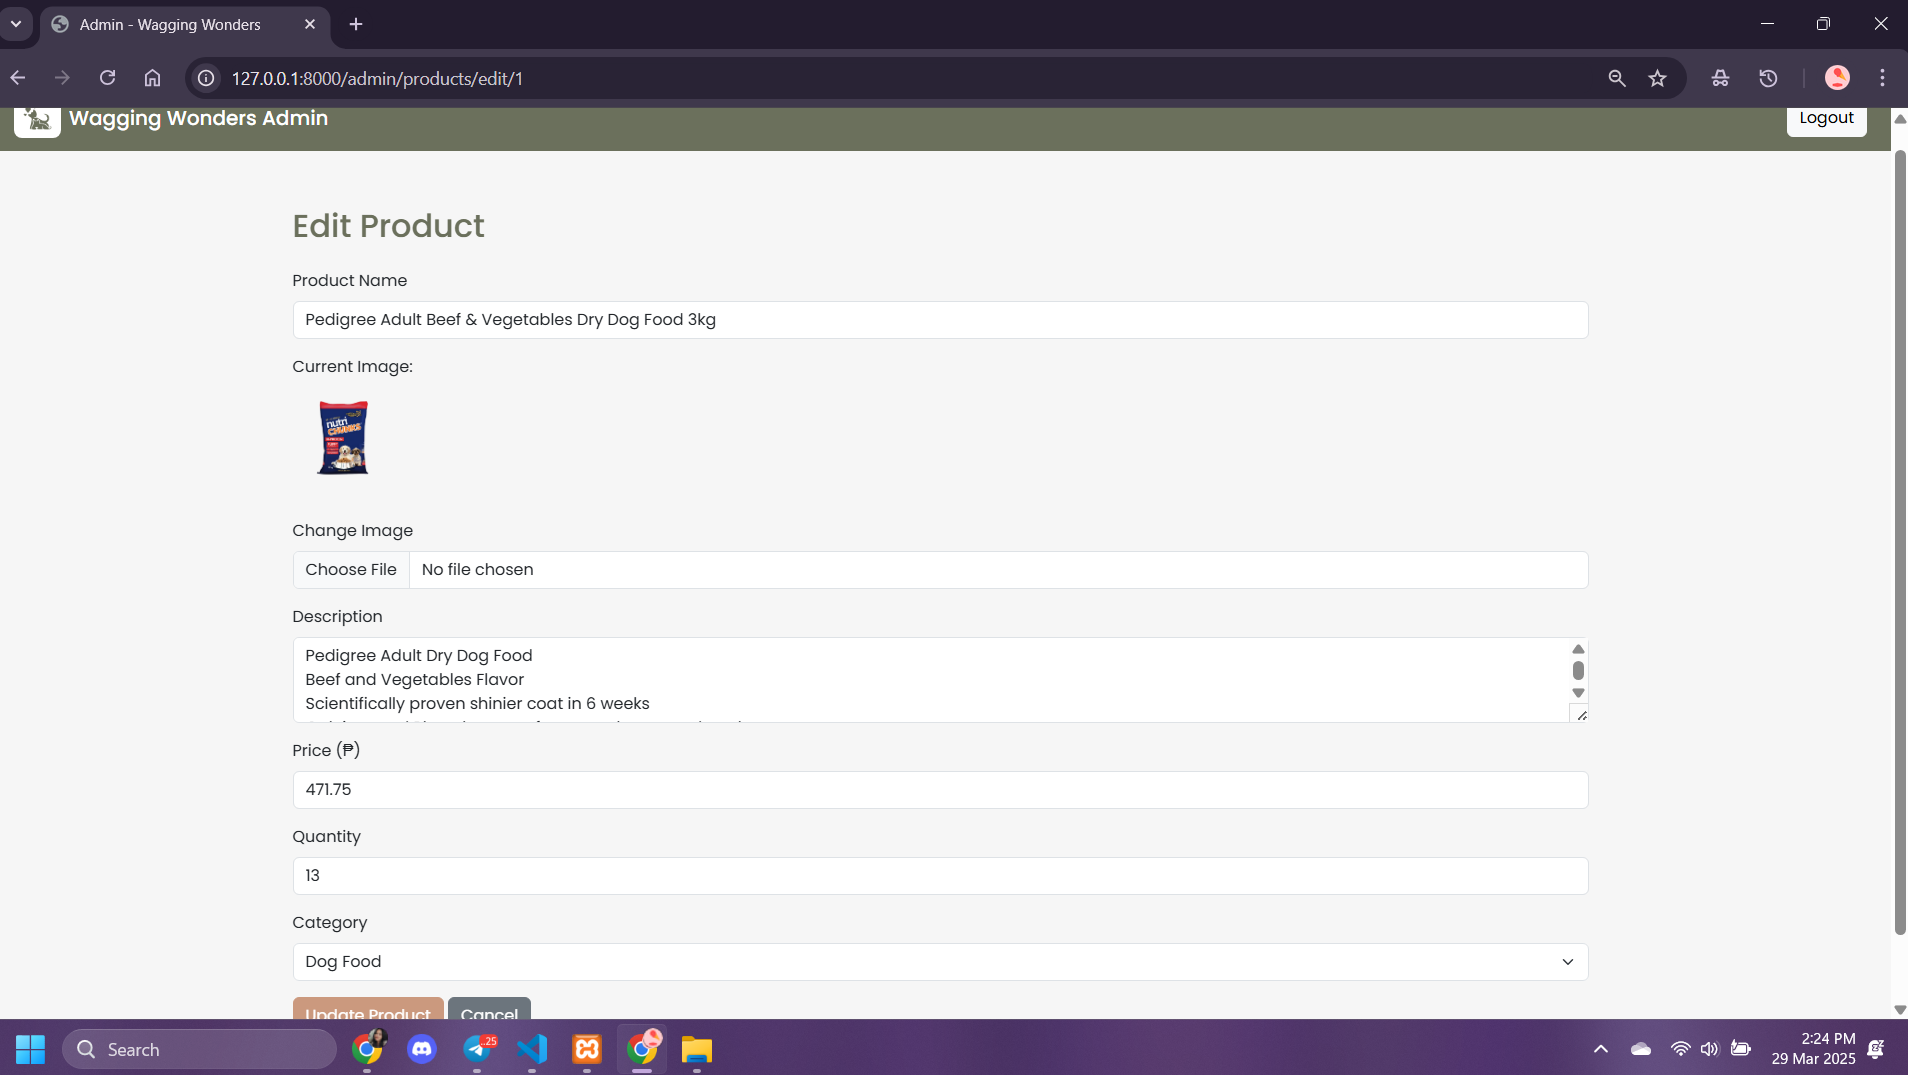 Admin - Wagging Wonders
127.0.0.1:8000/admin/products/edit/1
Wagging Wonders Admin
Logout
Edit Product
Product Name
Pedigree Adult Beef & Vegetables Dry Dog Food 3kg
Current Image:
nutri
CHUNKS
Change Image
Choose File No file chosen
Description
Pedigree Adult Dry Dog Food
Beef and Vegetables Flavor
Scientifically proven shinier coat in 6 weeks
Price (₱)
471.75
Quantity
13
Category
Dog Food
Update Product Cancel
Search
..25
2:24 PM
29 Mar 2025